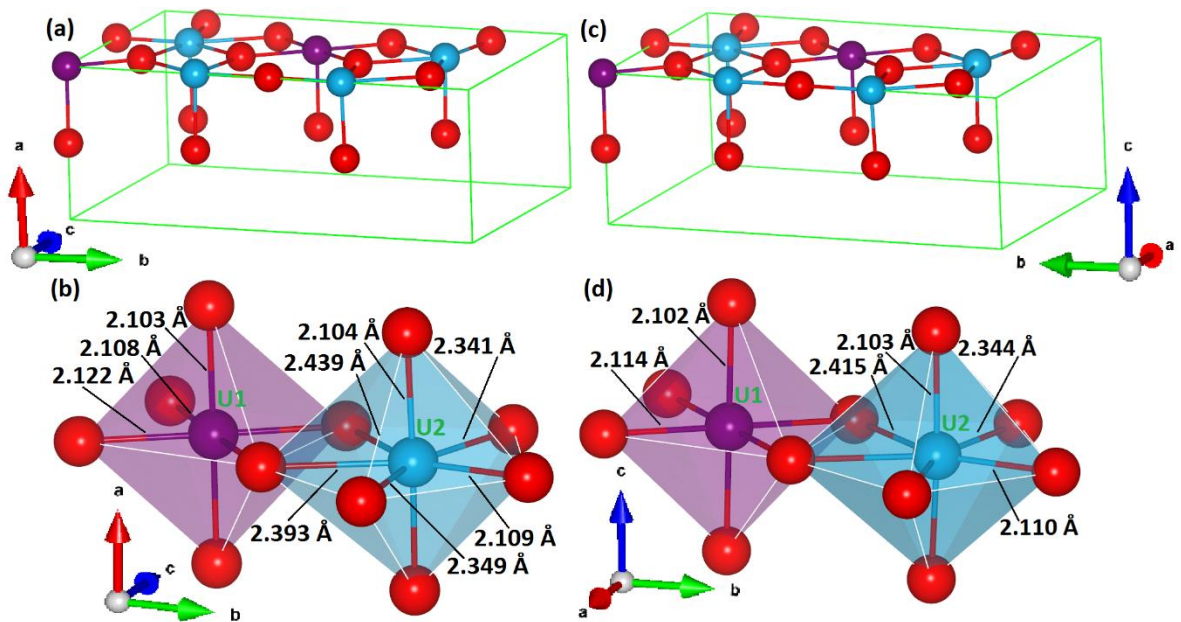 (a)
a
c
b
(c)
c
a
b
(b)
2.103 Å
2.108 Å
2.122 Å
U1
2.104 Å
2.439 Å
2.341 Å
U2
2.393 Å
2.109 Å
2.349 Å
a
c
b
(d)
2.102 Å
2.114 Å
U1
2.103 Å
2.415 Å
2.344 Å
U2
2.110 Å
c
b
a